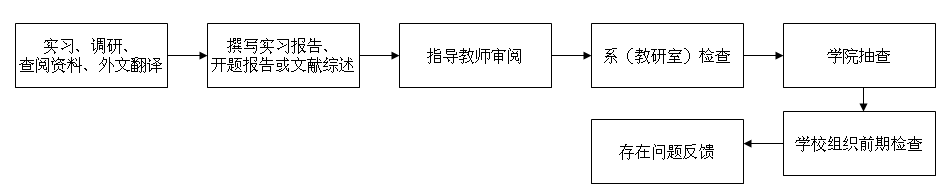 实习、调研、
查阅资料、外文翻译
撰写实习报告、
开题报告或文献综述
指导教师审阅
系（教研室）检查
学院抽查
学校组织前期检查
存在问题反馈